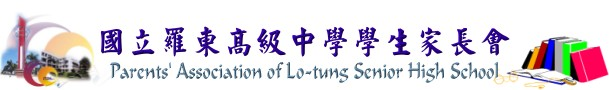 國立羅東高級中學學生家長會
Parents' Association of Lo-tung Senior High School